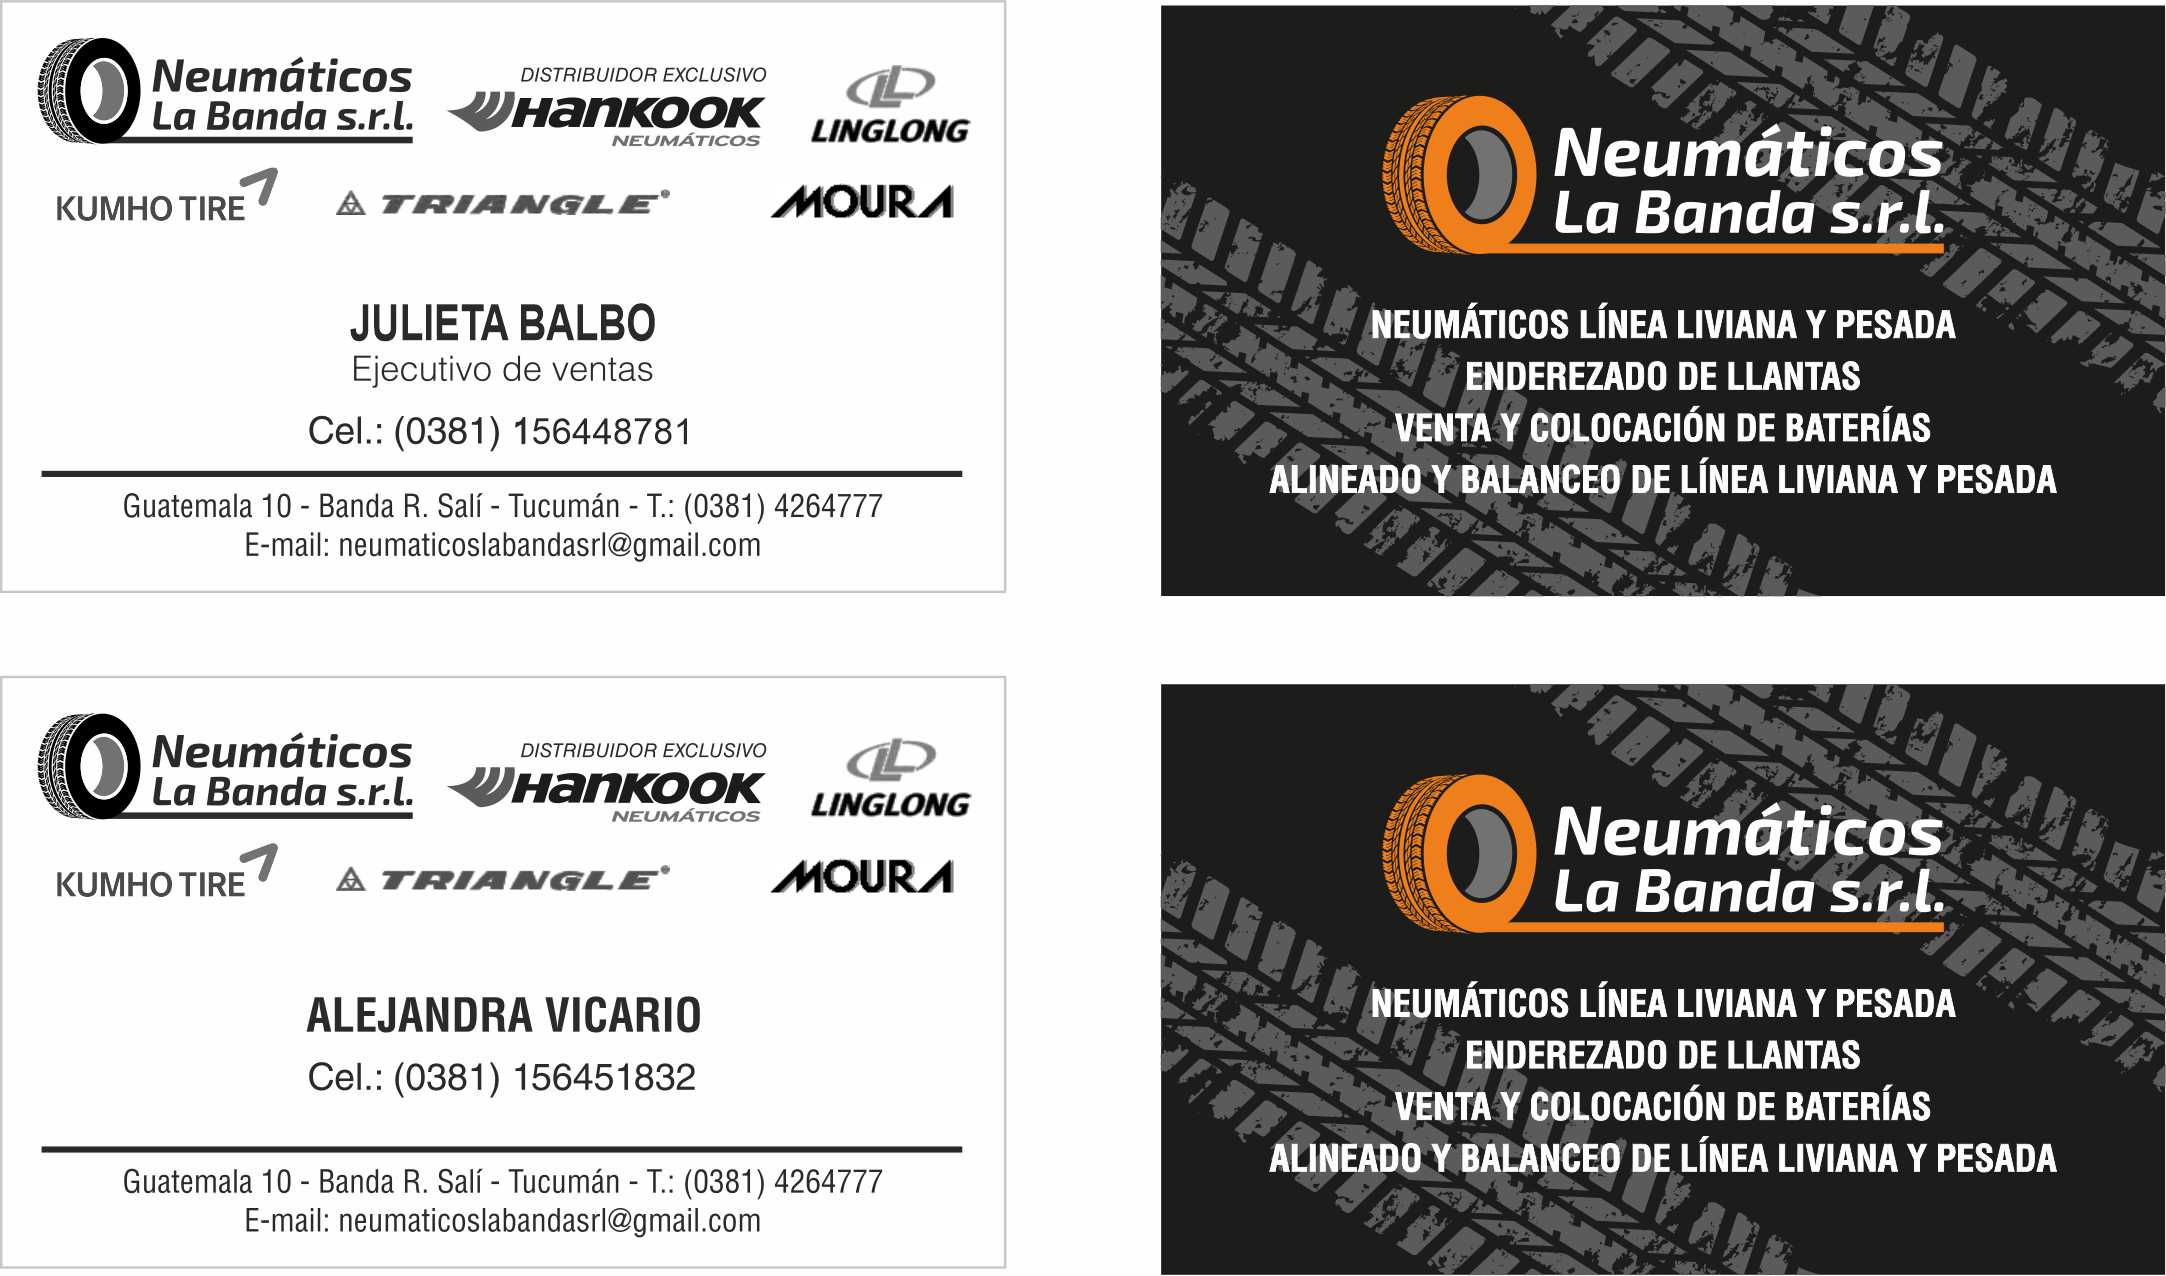 Neumáticos
La Banda s.r.l.
DISTRIBUIDOR EXCLUSIVO
Hankook
NEUMÁTICOS
LL
LINGLONG
KUMHO TIRE
TRIANGLE®
MOURA
JULIETA BALBO
Ejecutivo de ventas
Cel.: (0381) 156448781
Guatemala 10 - Banda R. Salí - Tucumán - T.: (0381) 4264777
E-mail: neumaticoslabandasrl@gmail.com
Neumáticos
La Banda s.r.l.
NEUMÁTICOS LÍNEA LIVIANA Y PESADA
ENDEREZADO DE LLANTAS
VENTA Y COLOCACIÓN DE BATERÍAS
ALINEADO Y BALANCEO DE LÍNEA LIVIANA Y PESADA
Neumáticos
La Banda s.r.l.
DISTRIBUIDOR EXCLUSIVO
Hankook
NEUMÁTICOS
LL
LINGLONG
KUMHO TIRE
TRIANGLE®
MOURA
ALEJANDRA VICARIO
Cel.: (0381) 156451832
Guatemala 10 - Banda R. Salí - Tucumán - T.: (0381) 4264777
E-mail: neumaticoslabandasrl@gmail.com
Neumáticos
La Banda s.r.l.
NEUMÁTICOS LÍNEA LIVIANA Y PESADA
ENDEREZADO DE LLANTAS
VENTA Y COLOCACIÓN DE BATERÍAS
ALINEADO Y BALANCEO DE LÍNEA LIVIANA Y PESADA